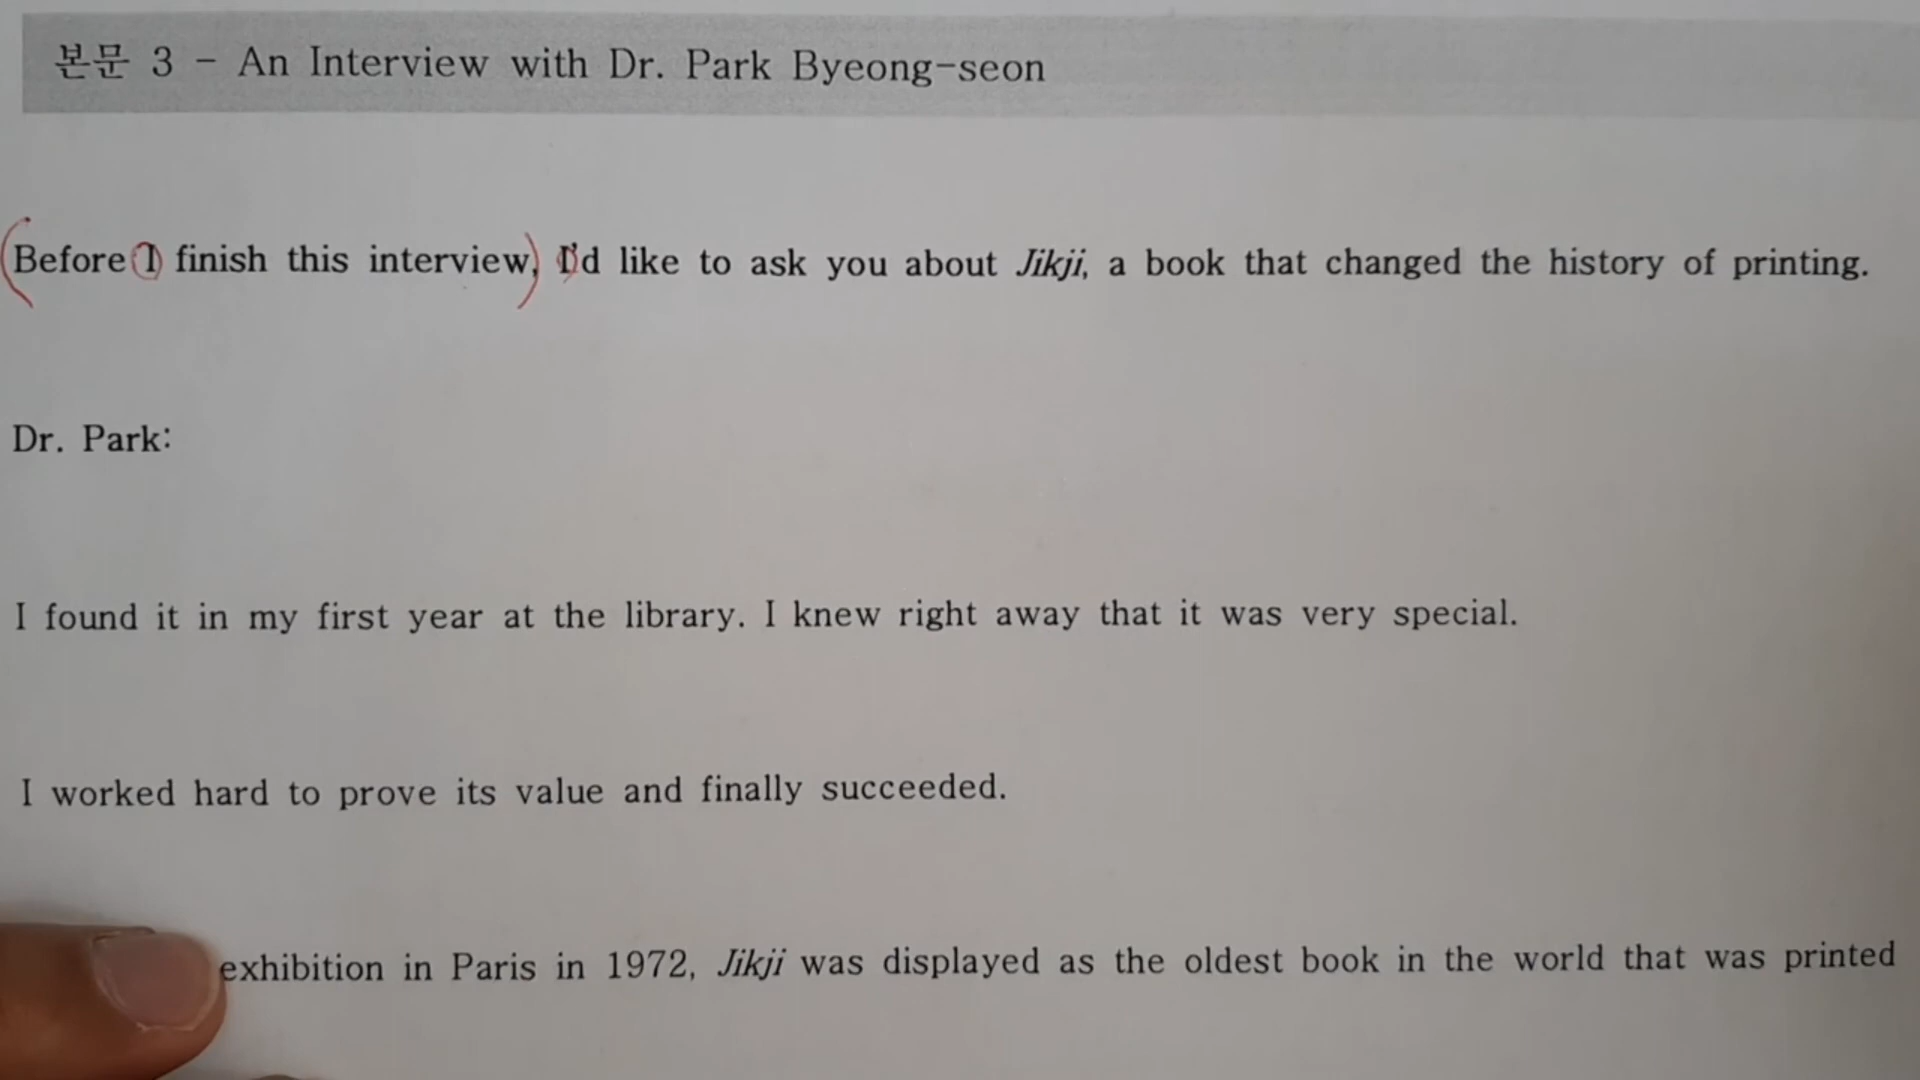 본문 3 - An Interview with Dr. Park Byeong-seon
Before I finish this interview, I'd like to ask you about Jikji, a book that changed the history of printing.
Dr. Park:
I found it in my first year at the library. I knew right away that it was very special.
I worked hard to prove its value and finally succeeded.
exhibition in Paris in 1972, Jikji was displayed as the oldest book in the world that was printed